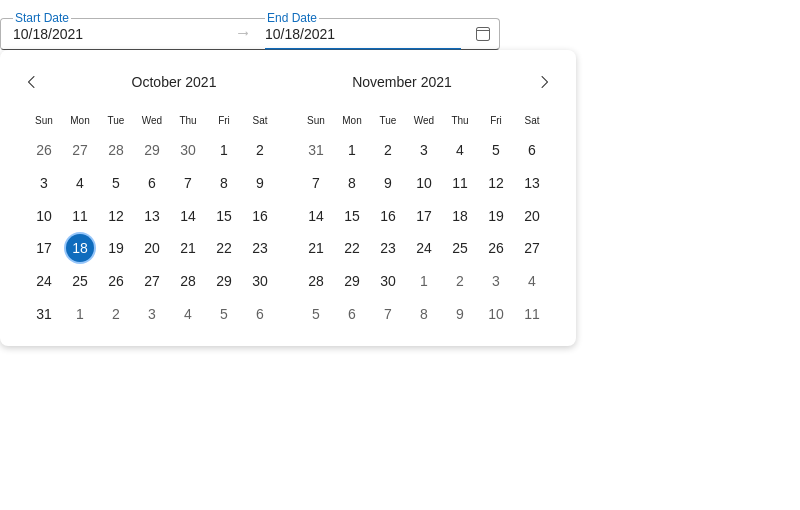 Start Date End Date
10/18/2021 → 10/18/2021
October 2021 November 2021
Sun Mon Tue Wed Thu Fri Sat Sun Mon Tue Wed Thu Fri Sat
26 27 28 29 30 1 2 31 1 2 3 4 5 6
3 4 5 6 7 8 9 7 8 9 10 11 12 13
10 11 12 13 14 15 16 14 15 16 17 18 19 20
17 18 19 20 21 22 23 21 22 23 24 25 26 27
24 25 26 27 28 29 30 28 29 30 1 2 3 4
31 1 2 3 4 5 6 5 6 7 8 9 10 11